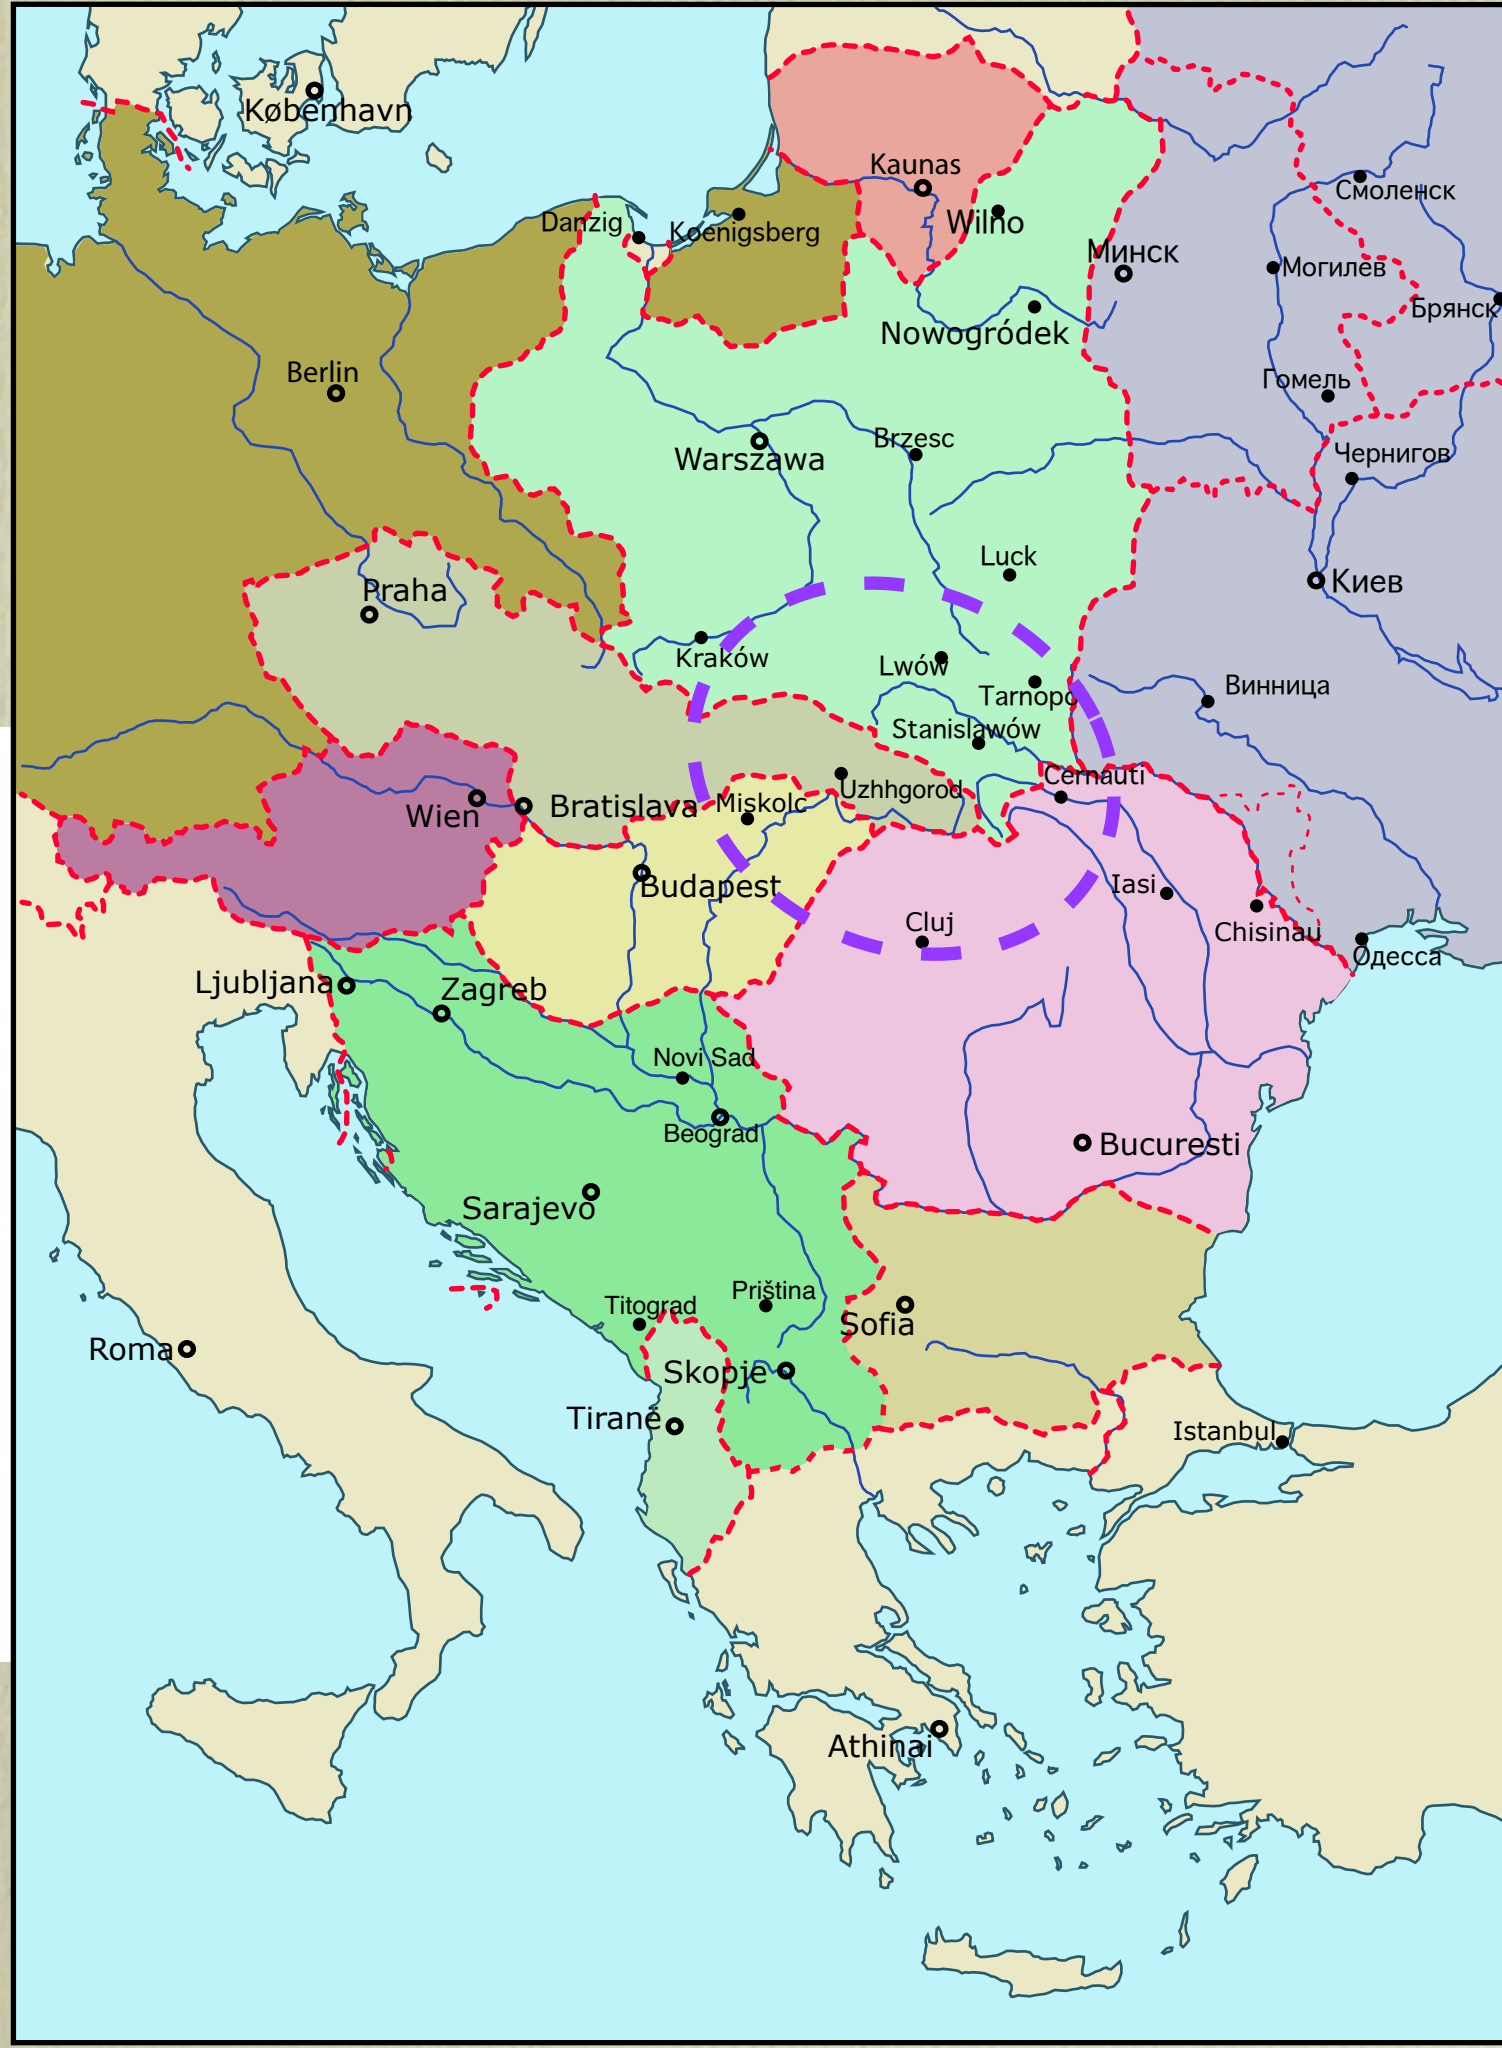 København
Kaunas
Смоленск
Danzig
Koenigsberg
Wilno
Минск
Могилев
Брянск
Nowogródek
Berlin
Гомель
Warszawa
Brzesc
Чернигов
Luck
Praha
Киев
Kraków
Lwów
Tarnopo
Винница
Stanislawów
Cernauti
Uzhhgorod
Wien
Bratislava
Miskolc
Budapest
Iasi
Cluj
Chisinau
Одесса
Ljubljana
Zagreb
Novi Sad
Beograd
Bucuresti
Sarajevo
Priština
Titograd
Sofia
Roma
Skopje
Tiranë
Istanbul
Athinai